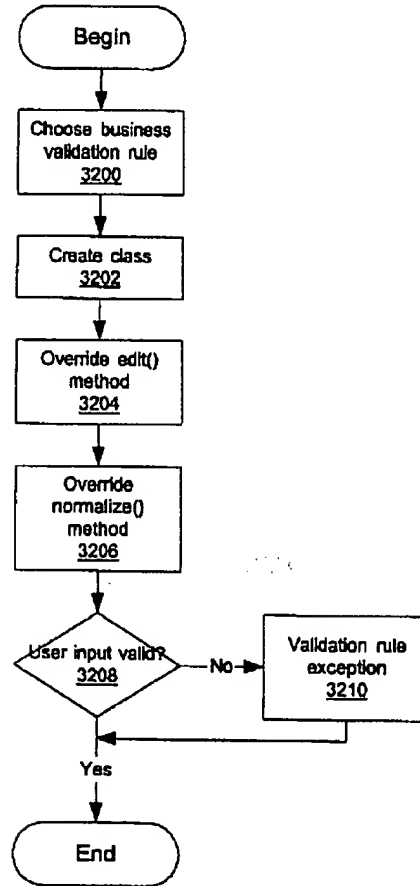 Begin
Choose business
validation rule
3200
Create class
3202
Override edit()
method
3204
Override
normalize()
method
3206
User input valid?
3208
No
Validation rule
exception
3210
Yes
End